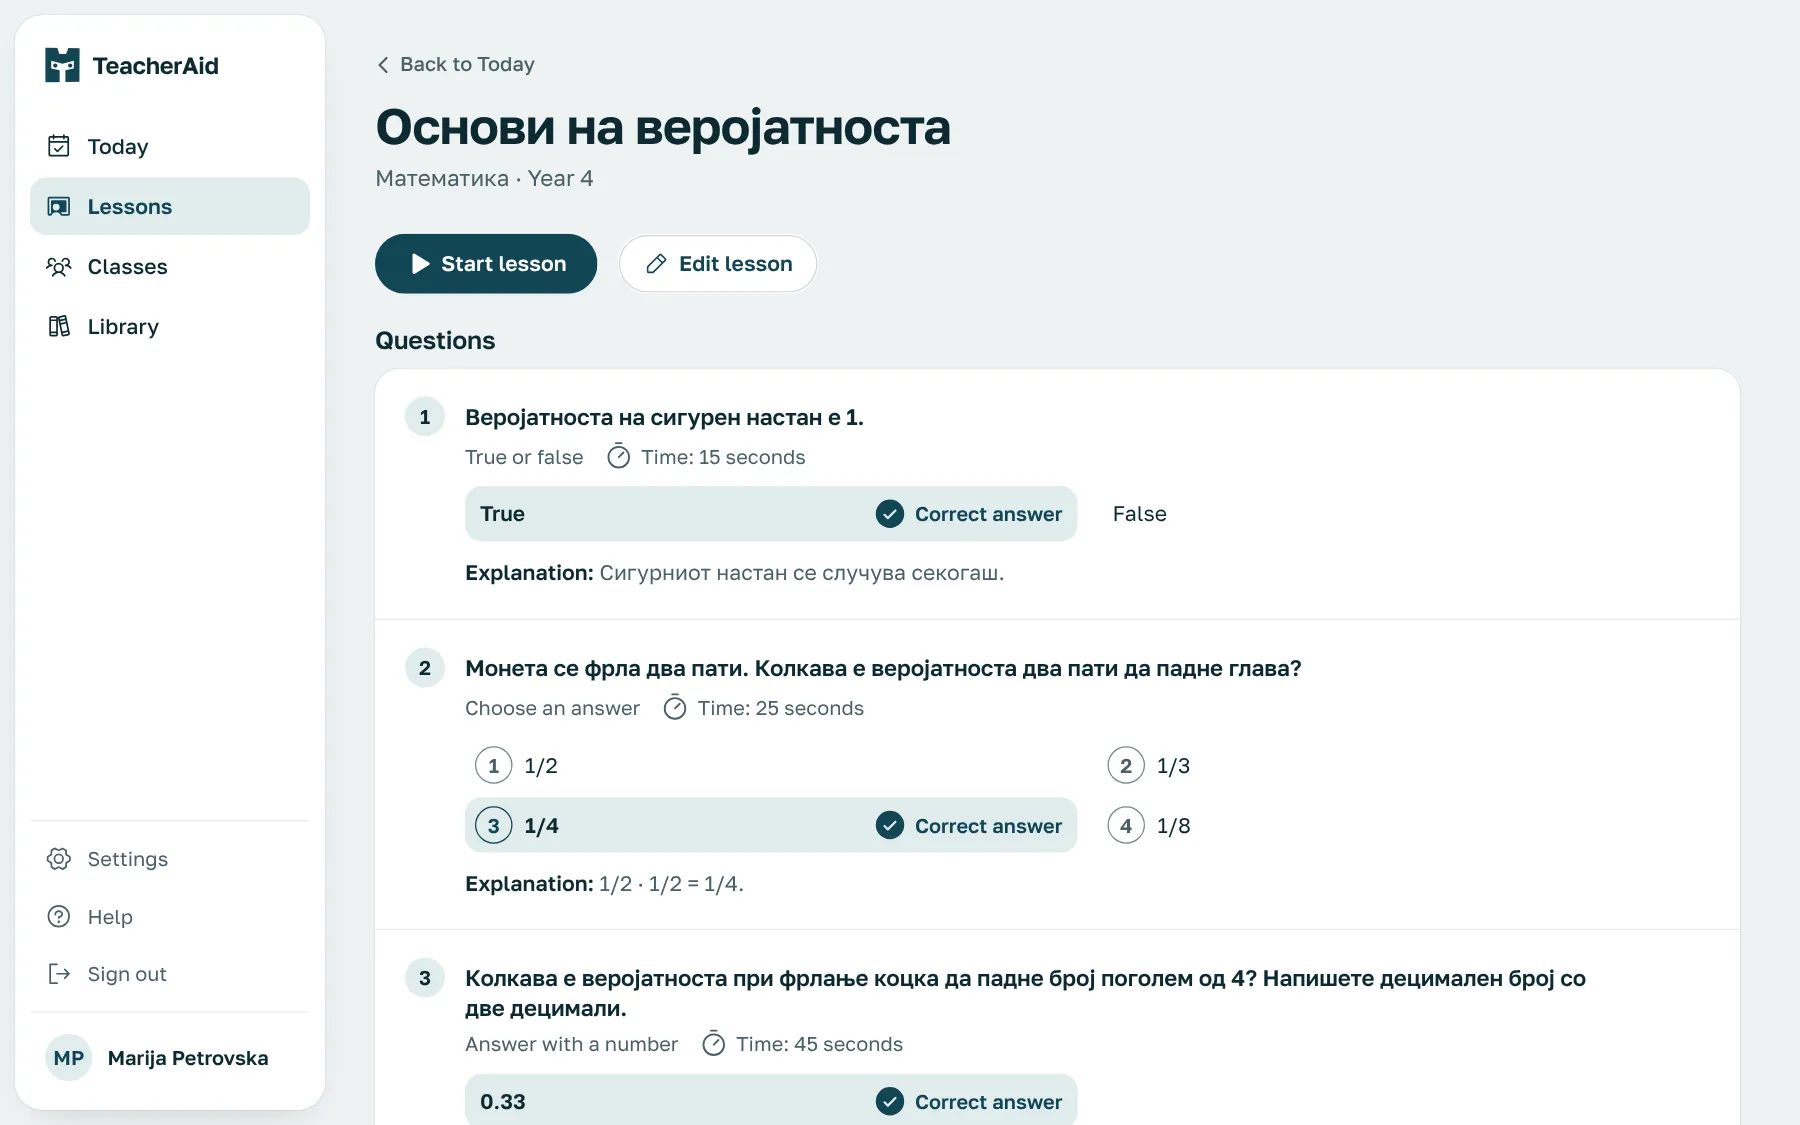 TeacherAid
Today
Lessons
Classes
Library
Settings
Help
Sign out
MP
Marija Petrovska
Back to Today
Основи на веројатноста
Математика · Year 4
Start lesson
Edit lesson
Questions
1
Веројатноста на сигурен настан е 1.
True or false
Time: 15 seconds
True
Correct answer
False
Explanation: Сигурниот настан се случува секогаш.
2
Монета се фрла два пати. Колкава е веројатноста два пати да падне глава?
Choose an answer
Time: 25 seconds
1 1/2
2 1/3
3 1/4
Correct answer
4 1/8
Explanation: 1/2 · 1/2 = 1/4.
3
Колкава е веројатноста при фрлање коцка да падне број поголем од 4? Напишете децимален број со
две децимали.
Answer with a number
Time: 45 seconds
0.33
Correct answer